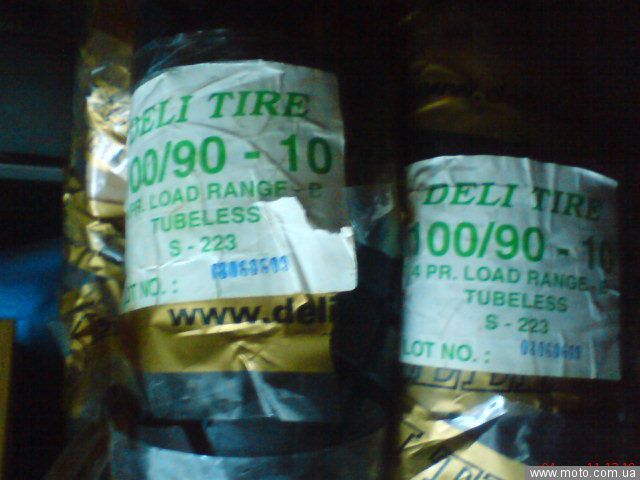 DELI TIRE
100/90 - 10
PR. LOAD RANGE - B
TUBELESS
S - 223
LOT NO. :
www.deli
DELI TIRE
100/90 - 10
4 PR. LOAD RANGE -
TUBELESS
S - 223
LOT NO. :
www.moto.com.ua